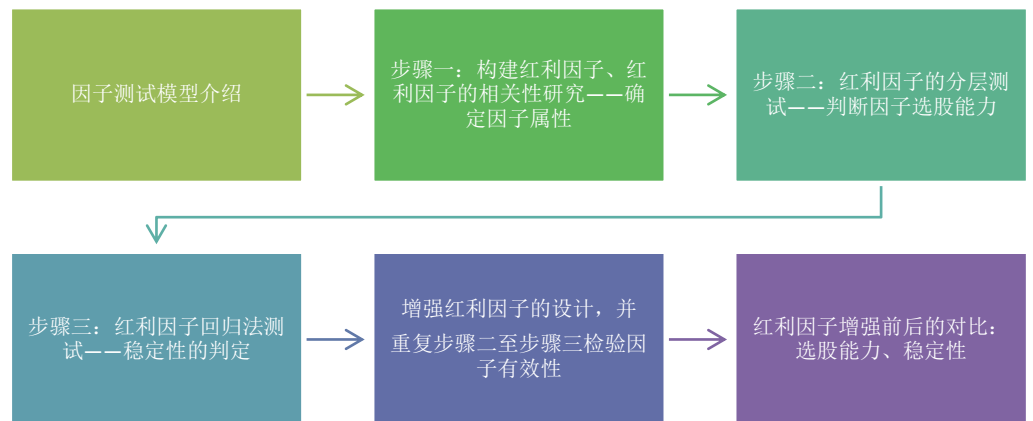 因子测试模型介绍
步骤一：构建红利因子、红
利因子的相关性研究——确
定因子属性
步骤二：红利因子的分层测
试——判断因子选股能力
步骤三：红利因子回归法测
试——稳定性的判定
增强红利因子的设计，并
重复步骤二至步骤三检验因
子有效性
红利因子增强前后的对比：
选股能力、稳定性